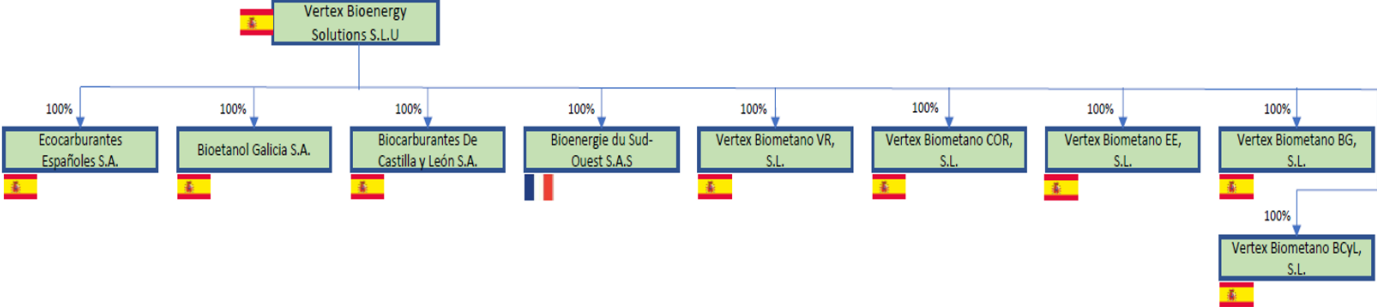 Vertex Bioenergy
Solutions S.L.U
100%
100%
100%
100%
100%
100%
100%
100%
Ecocarburantes
Españoles S.A.
Bioetanol Galicia S.A.
Biocarburantes De
Castilla y León S.A.
Bioenergie du Sud-
Ouest S.A.S
Vertex Biometano VR,
S.L.
Vertex Biometano COR,
S.L.
Vertex Biometano EE,
S.L.
Vertex Biometano BG,
S.L.
100%
Vertex Biometano BCyL,
S.L.